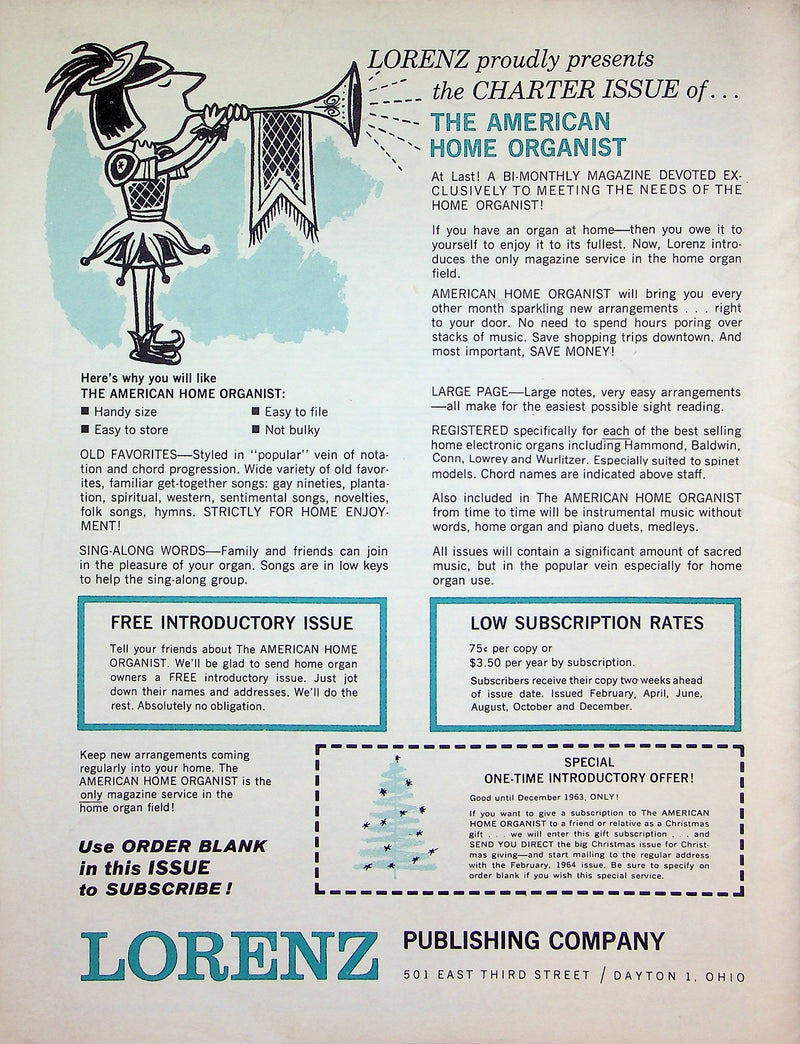 LORENZ proudly presents
the CHARTER ISSUE of...
THE AMERICAN
HOME ORGANIST
At Last! A BI-MONTHLY MAGAZINE DEVOTED EX-
CLUSIVELY TO MEETING THE NEEDS OF THE
HOME ORGANIST!
If you have an organ at home—then you owe it to
yourself to enjoy it to its fullest. Now, Lorenz intro-
duces the only magazine service in the home organ
field.
AMERICAN HOME ORGANIST will bring you every
other month sparkling new arrangements . . . right
to your door. No need to spend hours poring over
stacks of music. Save shopping trips downtown. And
most important, SAVE MONEY!
Here's why you will like
THE AMERICAN HOME ORGANIST:
■ Handy size ■ Easy to file
■ Easy to store ■ Not bulky
OLD FAVORITES—Styled in "popular" vein of nota-
tion and chord progression. Wide variety of old favor-
ites, familiar get-together songs: gay nineties, planta-
tion, spiritual, western, sentimental songs, novelties,
folk songs, hymns. STRICTLY FOR HOME ENJOY-
MENT!
SING-ALONG WORDS—Family and friends can join
in the pleasure of your organ. Songs are in low keys
to help the sing-along group.
LARGE PAGE—Large notes, very easy arrangements
—all make for the easiest possible sight reading.
REGISTERED specifically for each of the best selling
home electronic organs including Hammond, Baldwin,
Conn, Lowrey and Wurlitzer. Especially suited to spinet
models. Chord names are indicated above staff.
Also included in The AMERICAN HOME ORGANIST
from time to time will be instrumental music without
words, home organ and piano duets, medleys.
All issues will contain a significant amount of sacred
music, but in the popular vein especially for home
organ use.
FREE INTRODUCTORY ISSUE
Tell your friends about The AMERICAN HOME
ORGANIST. We'll be glad to send home organ
owners a FREE introductory issue. Just jot
down their names and addresses. We'll do the
rest. Absolutely no obligation.
LOW SUBSCRIPTION RATES
75¢ per copy or
$3.50 per year by subscription.
Subscribers receive their copy two weeks ahead
of issue date. Issued February, April, June,
August, October and December.
Keep new arrangements coming
regularly into your home. The
AMERICAN HOME ORGANIST is the
only magazine service in the
home organ field!
Use ORDER BLANK
in this ISSUE
to SUBSCRIBE!
SPECIAL
ONE-TIME INTRODUCTORY OFFER!
Good until December 1963, ONLY!
If you want to give a subscription to The AMERICAN
HOME ORGANIST to a friend or relative as a Christmas
gift . . . we will enter this gift subscription . . . and
SEND YOU DIRECT the big Christmas issue for Christ-
mas giving—and start mailing to the regular address
with the February, 1964 issue. Be sure to specify on
order blank if you wish this special service.
LORENZ PUBLISHING COMPANY
501 EAST THIRD STREET / DAYTON 1, OHIO